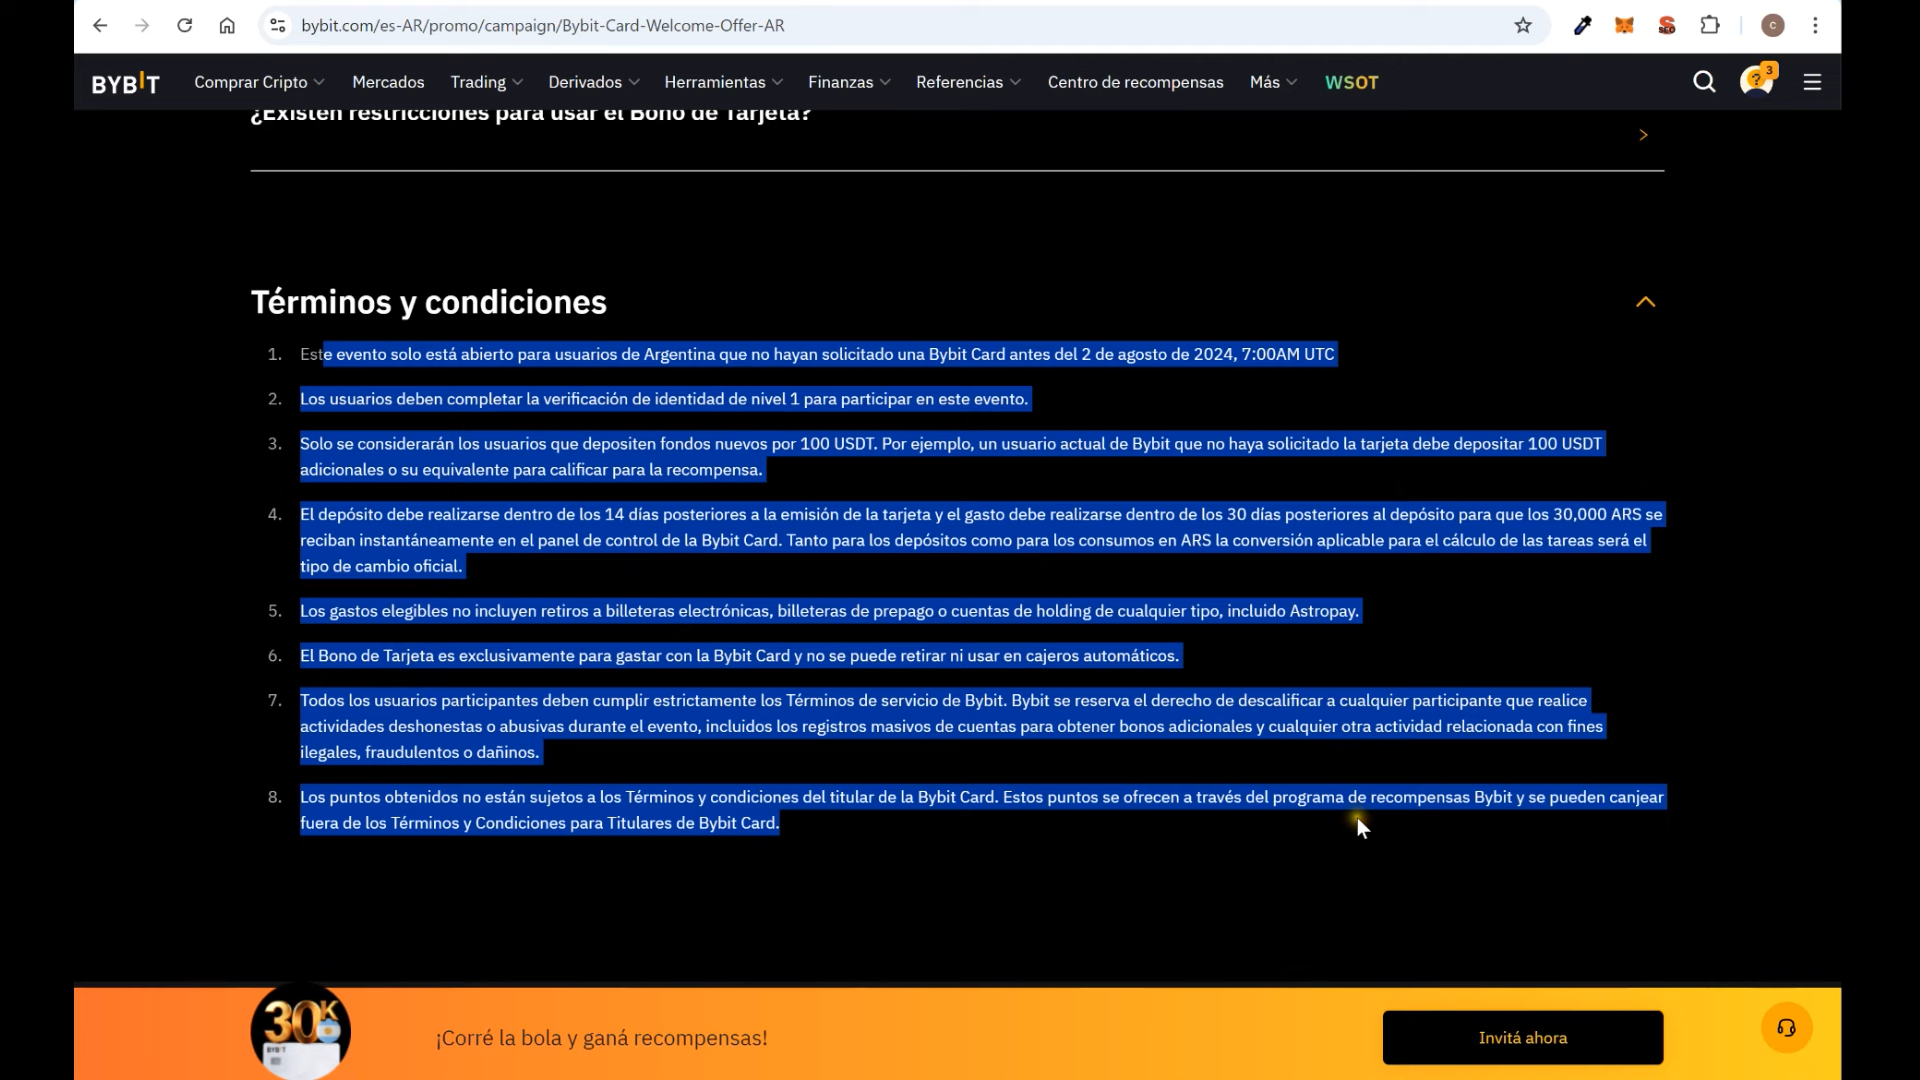 bybit.com/es-AR/promo/campaign/Bybit-Card-Welcome-Offer-AR
C
BYBIT Comprar Cripto Mercados Trading Derivados Herramientas Finanzas Referencias Centro de recompensas Más WSOT 3
¿Existen restricciones para usar el Bono de Tarjeta?
Términos y condiciones
1. Este evento solo está abierto para usuarios de Argentina que no hayan solicitado una Bybit Card antes del 2 de agosto de 2024, 7:00AM UTC
2. Los usuarios deben completar la verificación de identidad de nivel 1 para participar en este evento.
3. Solo se considerarán los usuarios que depositen fondos nuevos por 100 USDT. Por ejemplo, un usuario actual de Bybit que no haya solicitado la tarjeta debe depositar 100 USDT
adicionales o su equivalente para calificar para la recompensa.
4. El depósito debe realizarse dentro de los 14 días posteriores a la emisión de la tarjeta y el gasto debe realizarse dentro de los 30 días posteriores al depósito para que los 30,000 ARS se
reciban instantáneamente en el panel de control de la Bybit Card. Tanto para los depósitos como para los consumos en ARS la conversión aplicable para el cálculo de las tareas será el
tipo de cambio oficial.
5. Los gastos elegibles no incluyen retiros a billeteras electrónicas, billeteras de prepago o cuentas de holding de cualquier tipo, incluido Astropay.
6. El Bono de Tarjeta es exclusivamente para gastar con la Bybit Card y no se puede retirar ni usar en cajeros automáticos.
7. Todos los usuarios participantes deben cumplir estrictamente los Términos de servicio de Bybit. Bybit se reserva el derecho de descalificar a cualquier participante que realice
actividades deshonestas o abusivas durante el evento, incluidos los registros masivos de cuentas para obtener bonos adicionales y cualquier otra actividad relacionada con fines
ilegales, fraudulentos o dañinos.
8. Los puntos obtenidos no están sujetos a los Términos y condiciones del titular de la Bybit Card. Estos puntos se ofrecen a través del programa de recompensas Bybit y se pueden canjear
fuera de los Términos y Condiciones para Titulares de Bybit Card.
30K
BYBIT
¡Corré la bola y ganá recompensas!
Invitá ahora